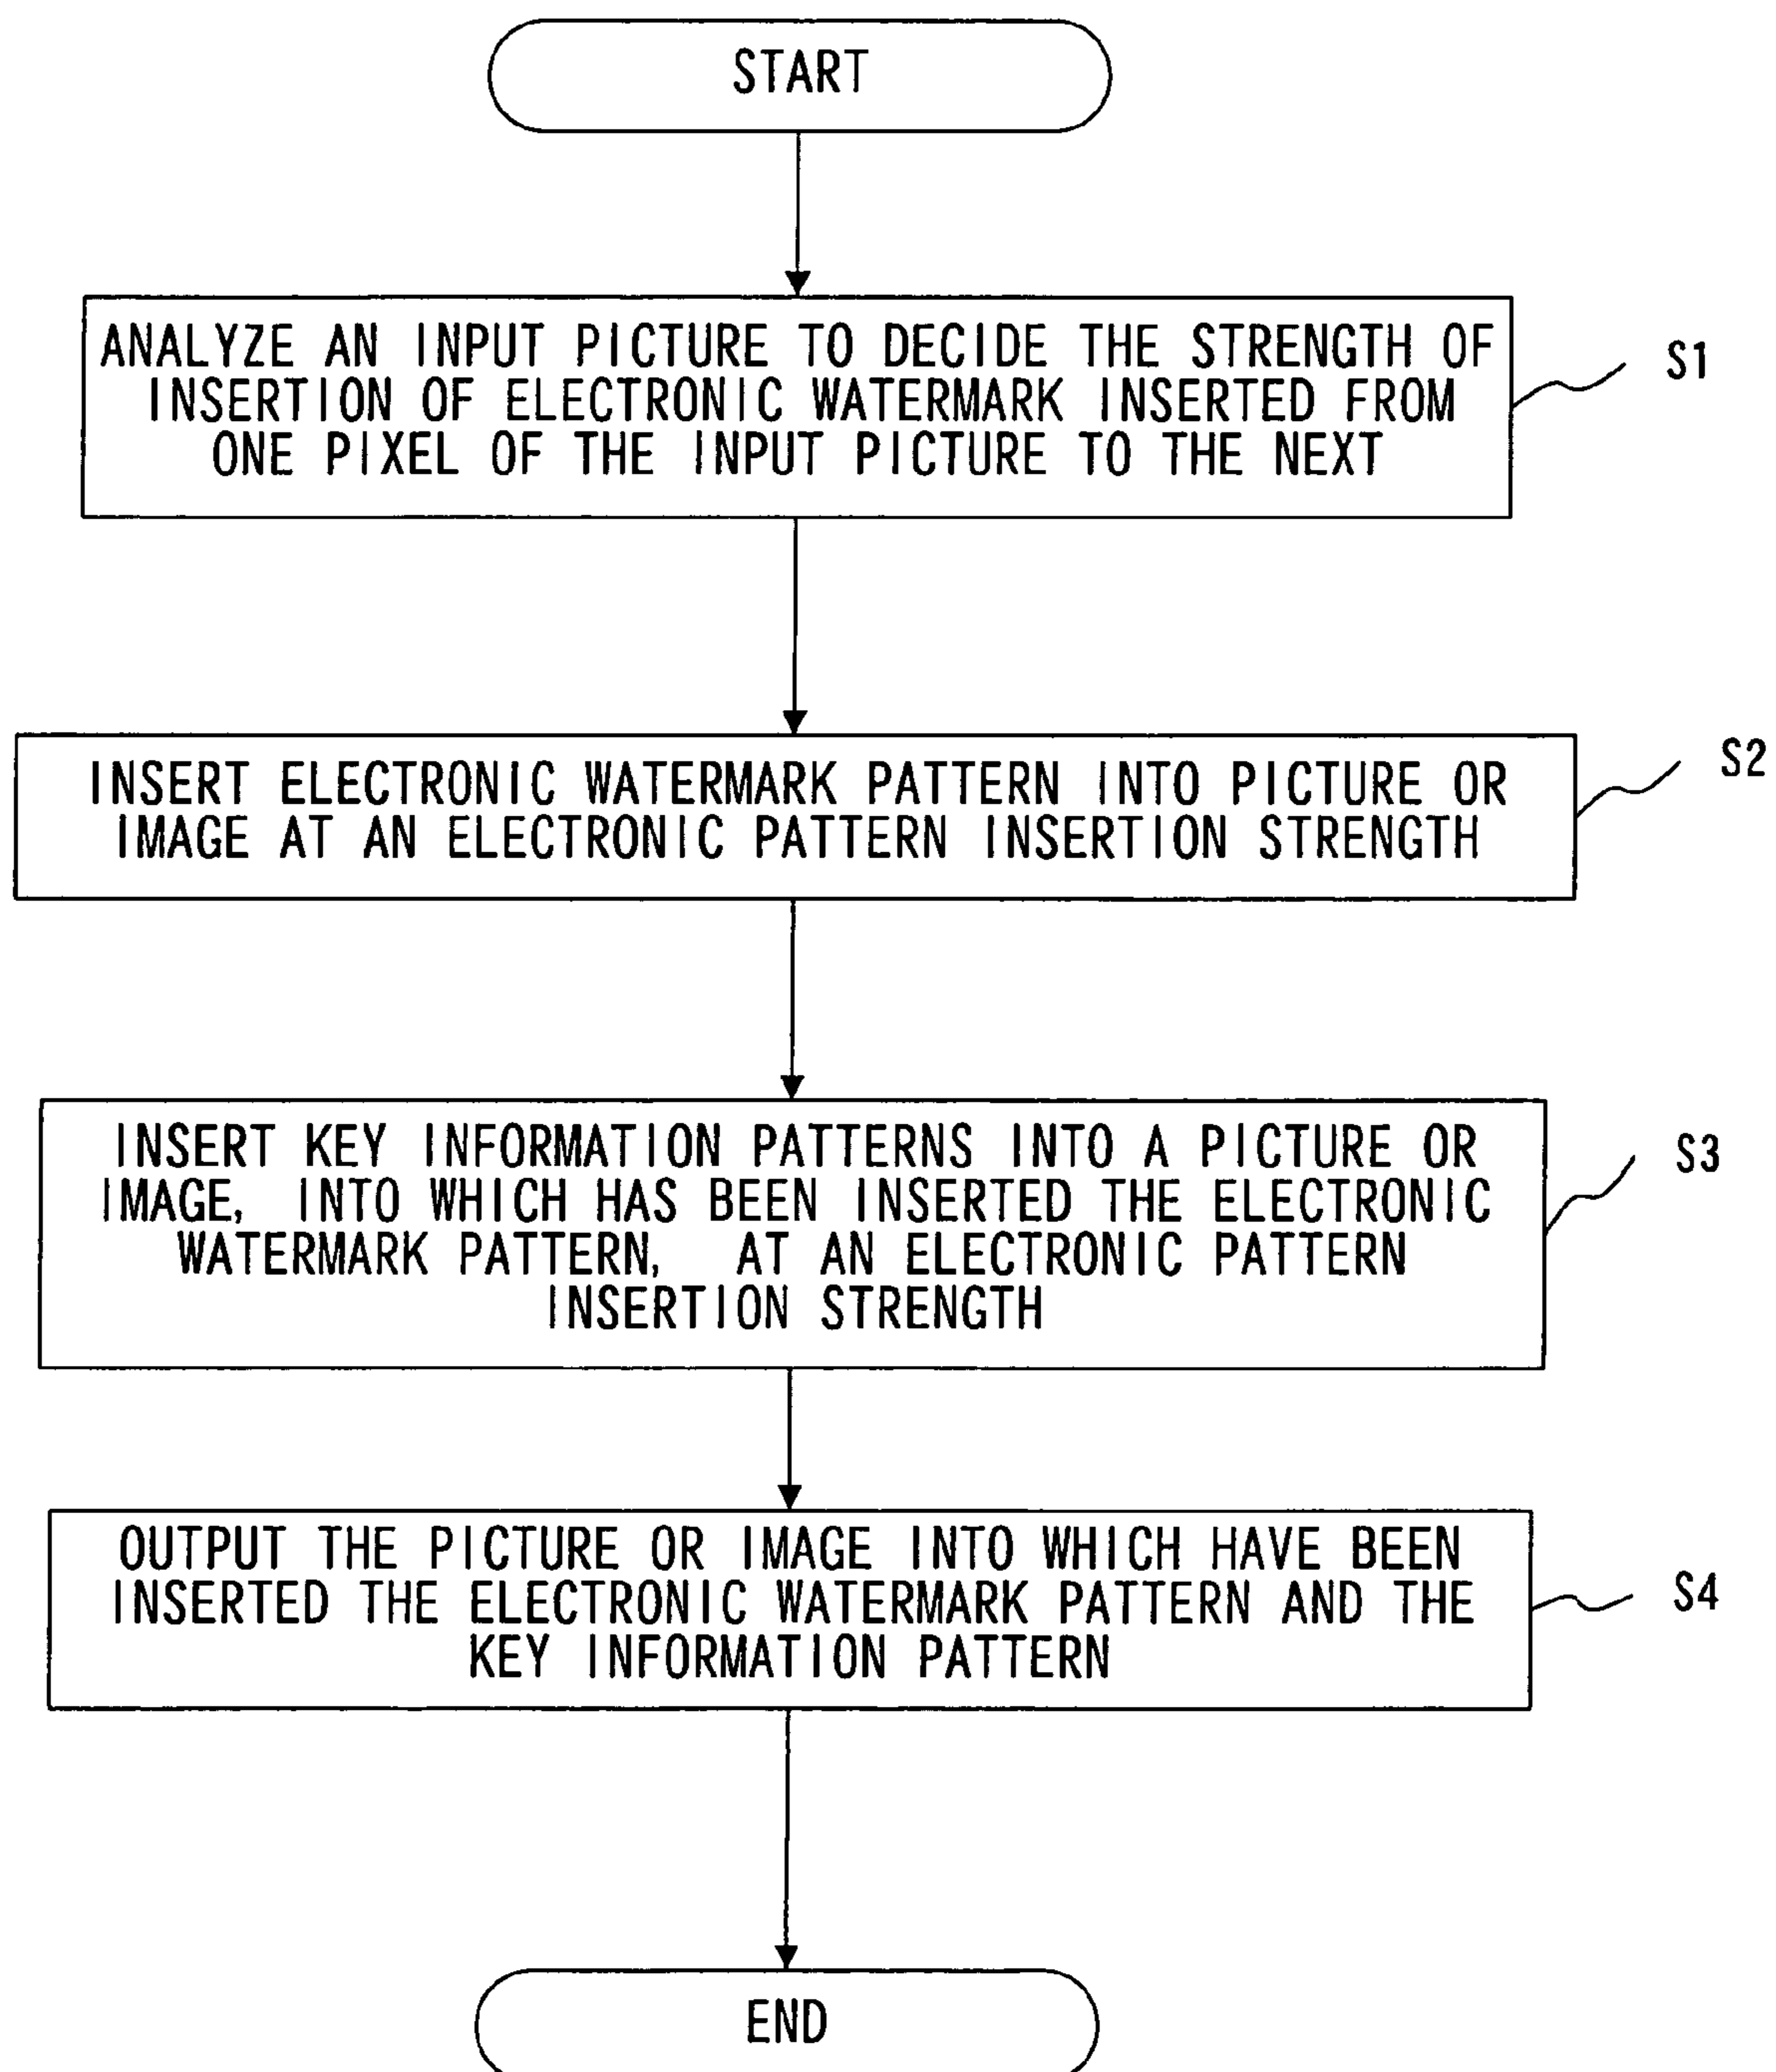 START
ANALYZE AN INPUT PICTURE TO DECIDE THE STRENGTH OF
INSERTION OF ELECTRONIC WATERMARK INSERTED FROM
ONE PIXEL OF THE INPUT PICTURE TO THE NEXT
S1
INSERT ELECTRONIC WATERMARK PATTERN INTO PICTURE OR
IMAGE AT AN ELECTRONIC PATTERN INSERTION STRENGTH
S2
INSERT KEY INFORMATION PATTERNS INTO A PICTURE OR
IMAGE, INTO WHICH HAS BEEN INSERTED THE ELECTRONIC
WATERMARK PATTERN, AT AN ELECTRONIC PATTERN
INSERTION STRENGTH
S3
OUTPUT THE PICTURE OR IMAGE INTO WHICH HAVE BEEN
INSERTED THE ELECTRONIC WATERMARK PATTERN AND THE
KEY INFORMATION PATTERN
S4
END